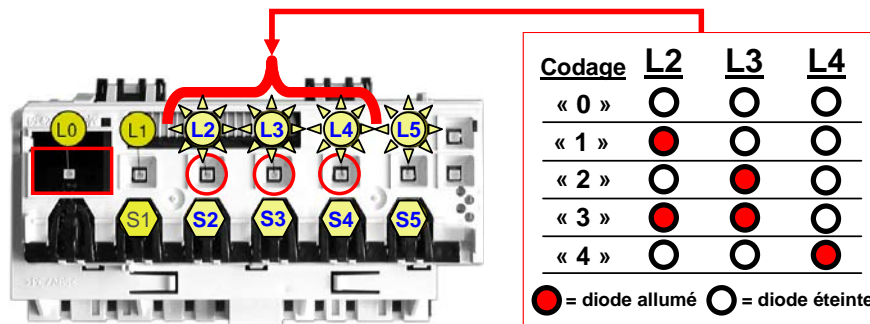 Codage L2 L3 L4
« 0 »
« 1 »
« 2 »
« 3 »
« 4 »
= diode allumé = diode éteinte
L0 L1 L2 L3 L4 L5
S1 S2 S3 S4 S5